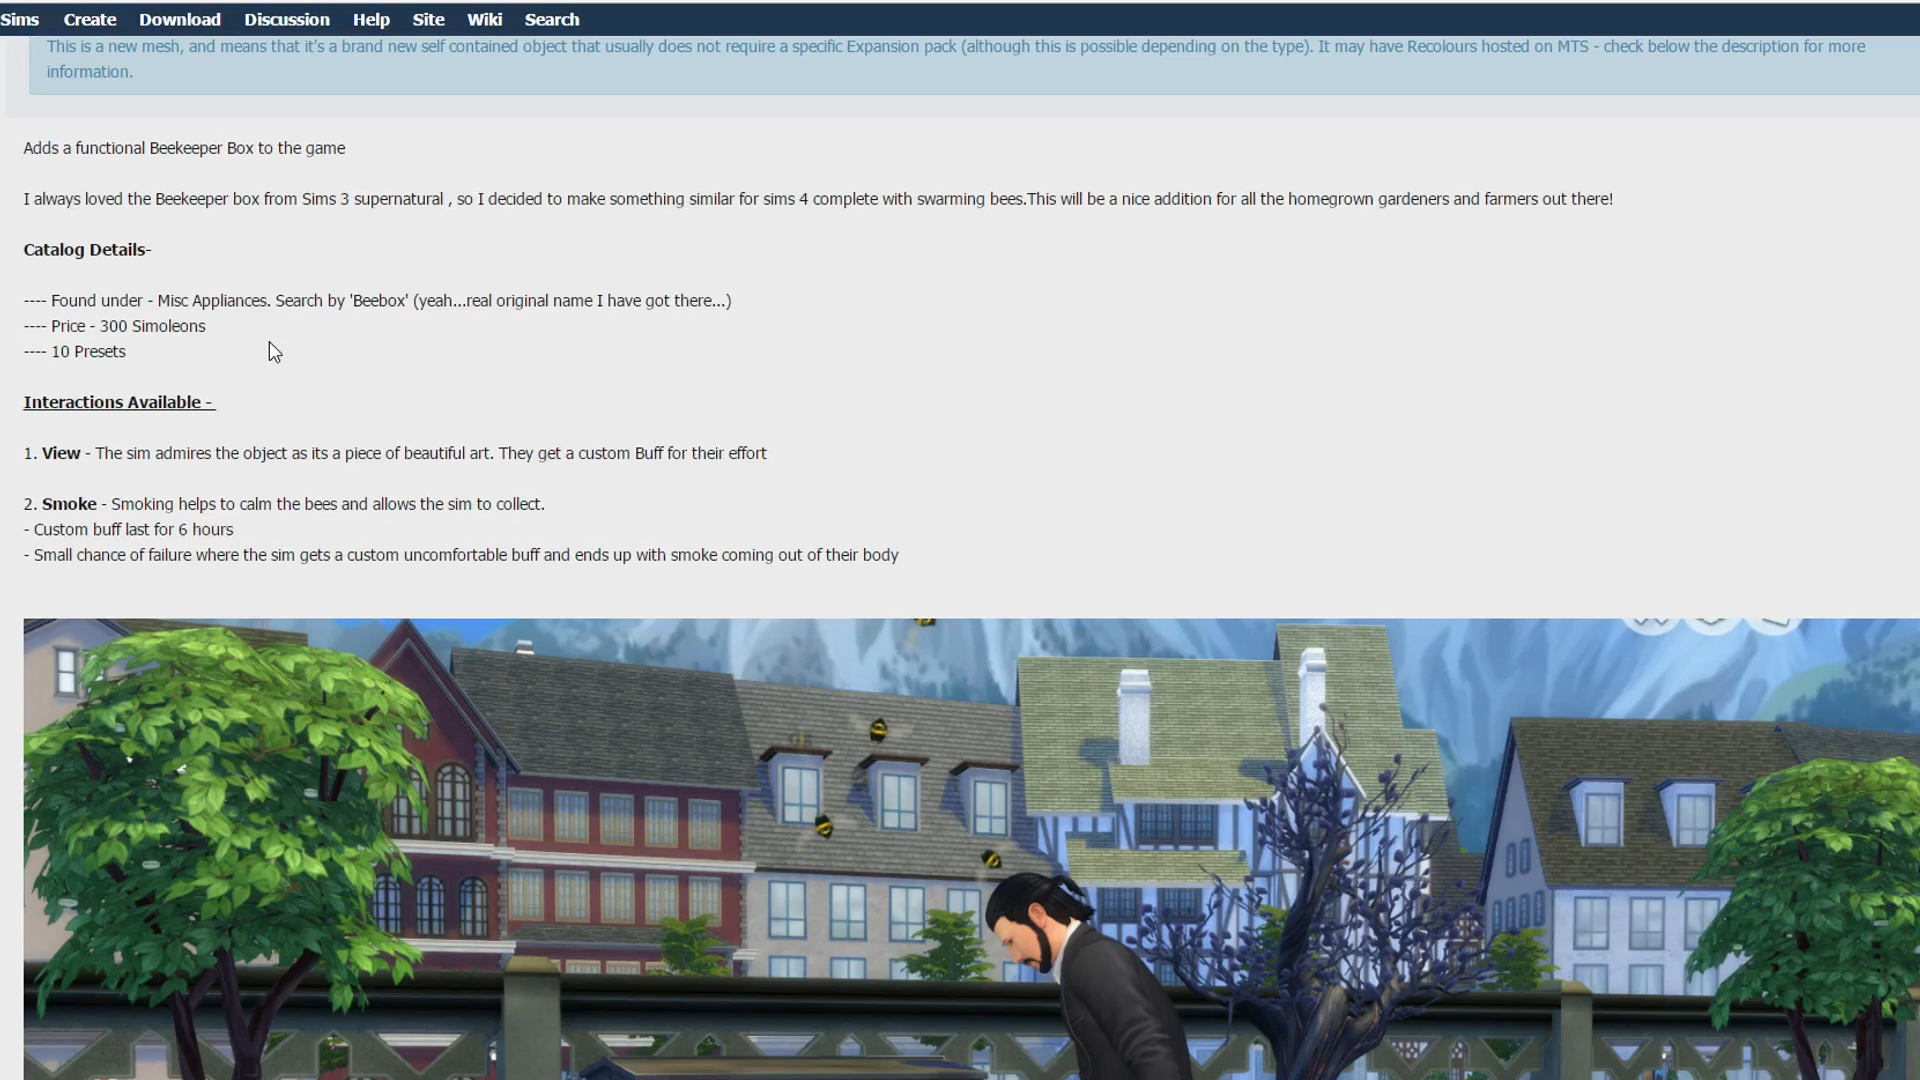 Sims Create Download Discussion Help Site Wiki Search
This is a new mesh, and means that it's a brand new self contained object that usually does not require a specific Expansion pack (although this is possible depending on the type). It may have Recolours hosted on MTS - check below the description for more
information.
Adds a functional Beekeeper Box to the game
I always loved the Beekeeper box from Sims 3 supernatural , so I decided to make something similar for sims 4 complete with swarming bees.This will be a nice addition for all the homegrown gardeners and farmers out there!
Catalog Details-
---- Found under - Misc Appliances. Search by 'Beebox' (yeah...real original name I have got there...)
---- Price - 300 Simoleons
---- 10 Presets
Interactions Available -
1. View - The sim admires the object as its a piece of beautiful art. They get a custom Buff for their effort
2. Smoke - Smoking helps to calm the bees and allows the sim to collect.
- Custom buff last for 6 hours
- Small chance of failure where the sim gets a custom uncomfortable buff and ends up with smoke coming out of their body